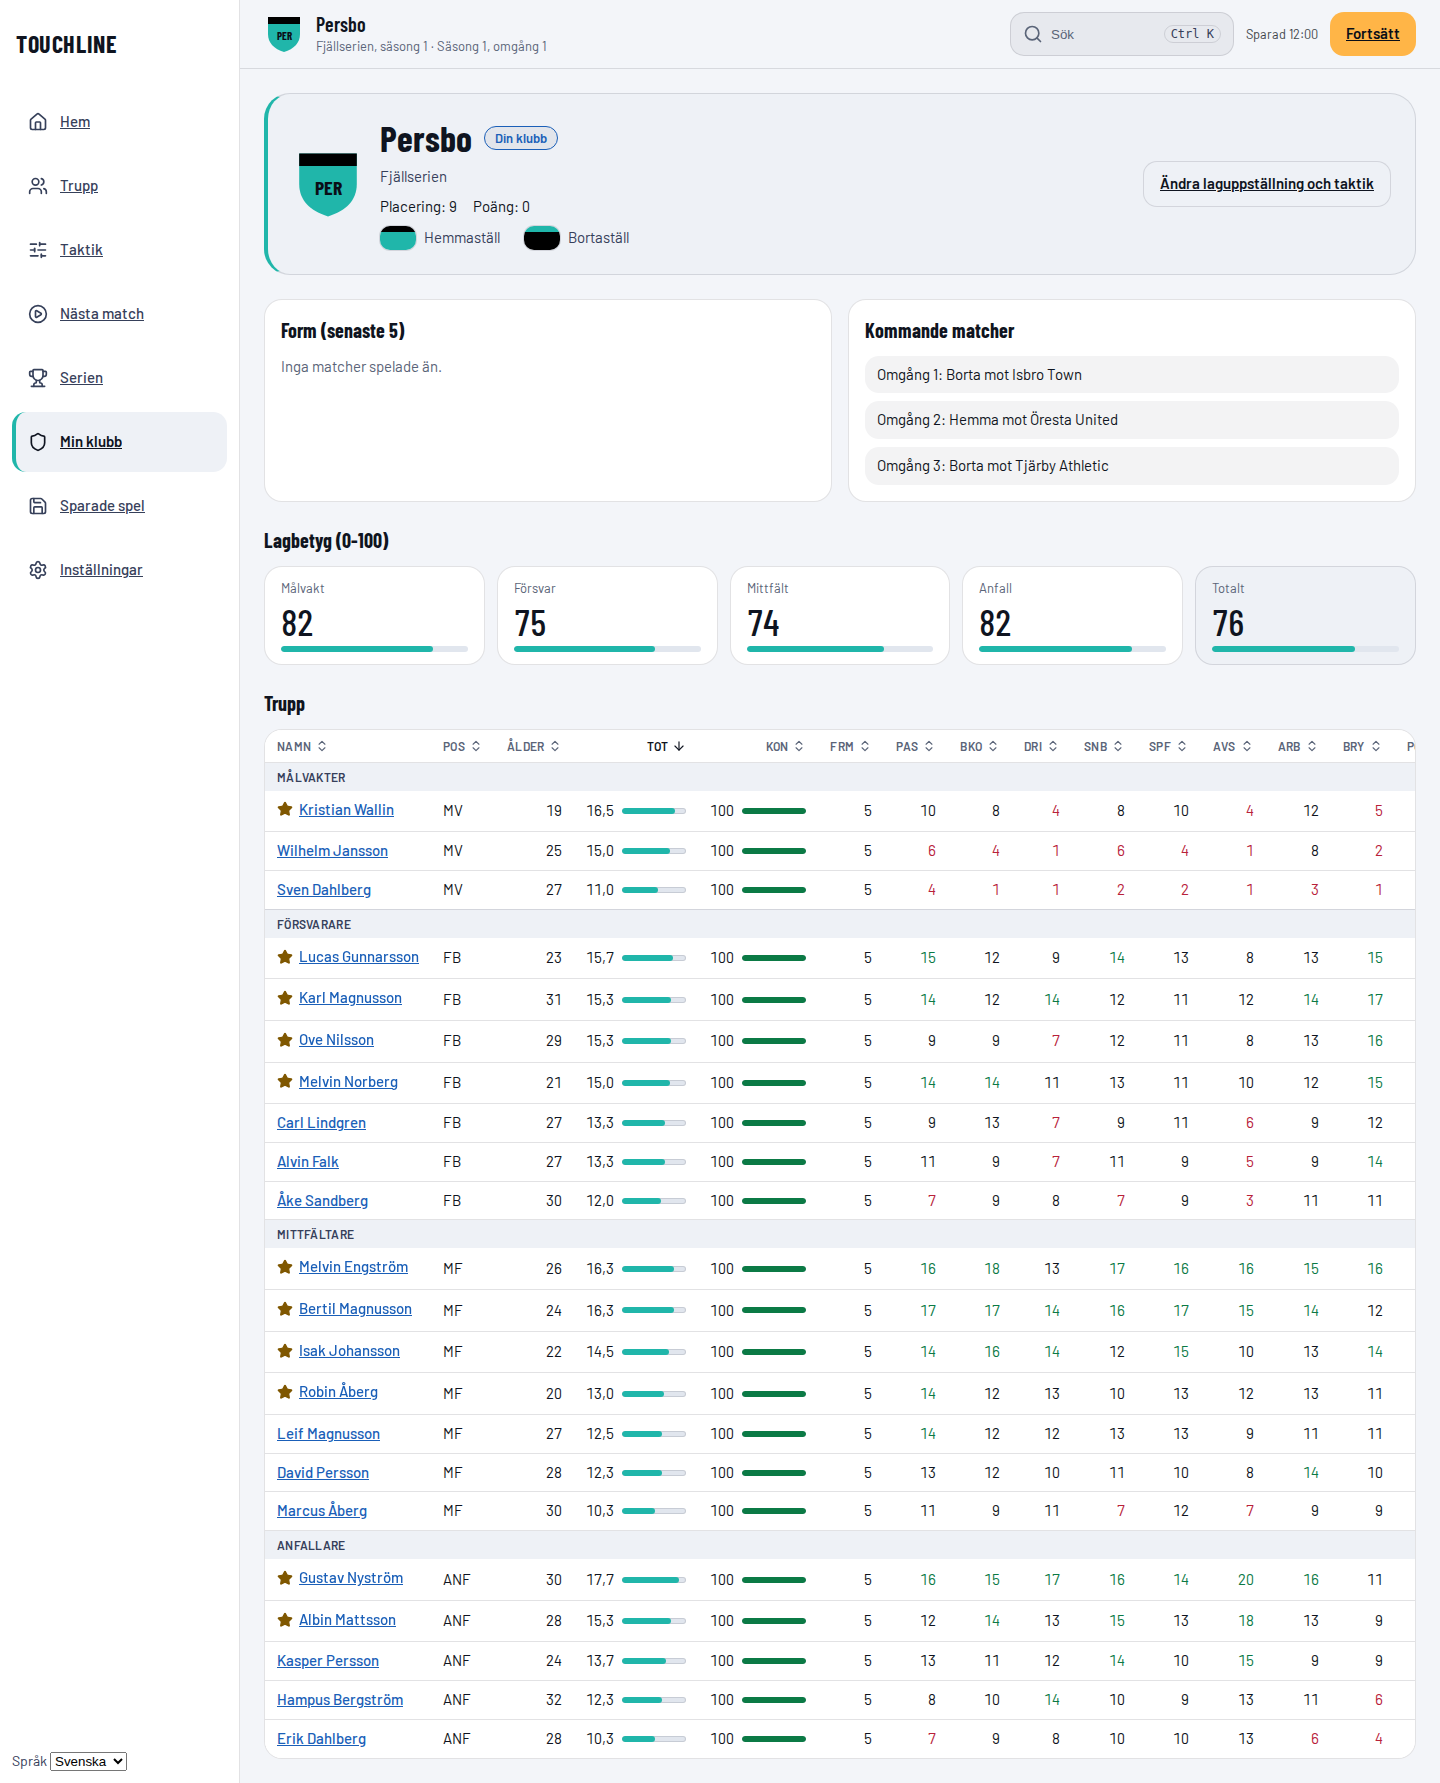 TOUCHLINE
Hem
Trupp
Taktik
Nästa match
Serien
Min klubb
Sparade spel
Inställningar
Språk Svenska
PER
Persbo
Fjällserien, säsong 1 · Säsong 1, omgång 1
Sök Ctrl K
Sparad 12:00
Fortsätt
PER
Persbo Din klubb
Fjällserien
Placering: 9 Poäng: 0
Hemmaställ Bortaställ
Ändra laguppställning och taktik
Form (senaste 5)
Inga matcher spelade än.
Kommande matcher
Omgång 1: Borta mot Isbro Town
Omgång 2: Hemma mot Öresta United
Omgång 3: Borta mot Tjärby Athletic
Lagbetyg (0-100)
Målvakt
82
Försvar
75
Mittfält
74
Anfall
82
Totalt
76
Trupp
NAMN POS ÅLDER TOT KON FRM PAS BKO DRI SNB SPF AVS ARB BRY
MÅLVAKTER
Kristian Wallin MV 19 16,5 100 5 10 8 4 8 10 4 12 5
Wilhelm Jansson MV 25 15,0 100 5 6 4 1 6 4 1 8 2
Sven Dahlberg MV 27 11,0 100 5 4 1 1 2 2 1 3 1
FÖRSVARARE
Lucas Gunnarsson FB 23 15,7 100 5 15 12 9 14 13 8 13 15
Karl Magnusson FB 31 15,3 100 5 14 12 14 12 11 12 14 17
Ove Nilsson FB 29 15,3 100 5 9 9 7 12 11 8 13 16
Melvin Norberg FB 21 15,0 100 5 14 14 11 13 11 10 12 15
Carl Lindgren FB 27 13,3 100 5 9 13 7 9 11 6 9 12
Alvin Falk FB 27 13,3 100 5 11 9 7 11 9 5 9 14
Åke Sandberg FB 30 12,0 100 5 7 9 8 7 9 3 11 11
MITTFÄLTARE
Melvin Engström MF 26 16,3 100 5 16 18 13 17 16 16 15 16
Bertil Magnusson MF 24 16,3 100 5 17 17 14 16 17 15 14 12
Isak Johansson MF 22 14,5 100 5 14 16 14 12 15 10 13 14
Robin Åberg MF 20 13,0 100 5 14 12 13 10 13 12 13 11
Leif Magnusson MF 27 12,5 100 5 14 12 12 13 13 9 11 11
David Persson MF 28 12,3 100 5 13 12 10 11 10 8 14 10
Marcus Åberg MF 30 10,3 100 5 11 9 11 7 12 7 9 9
ANFALLARE
Gustav Nyström ANF 30 17,7 100 5 16 15 17 16 14 20 16 11
Albin Mattsson ANF 28 15,3 100 5 12 14 13 15 13 18 13 9
Kasper Persson ANF 24 13,7 100 5 13 11 12 14 10 15 9 9
Hampus Bergström ANF 32 12,3 100 5 8 10 14 10 9 13 11 6
Erik Dahlberg ANF 28 10,3 100 5 7 9 8 10 10 13 6 4